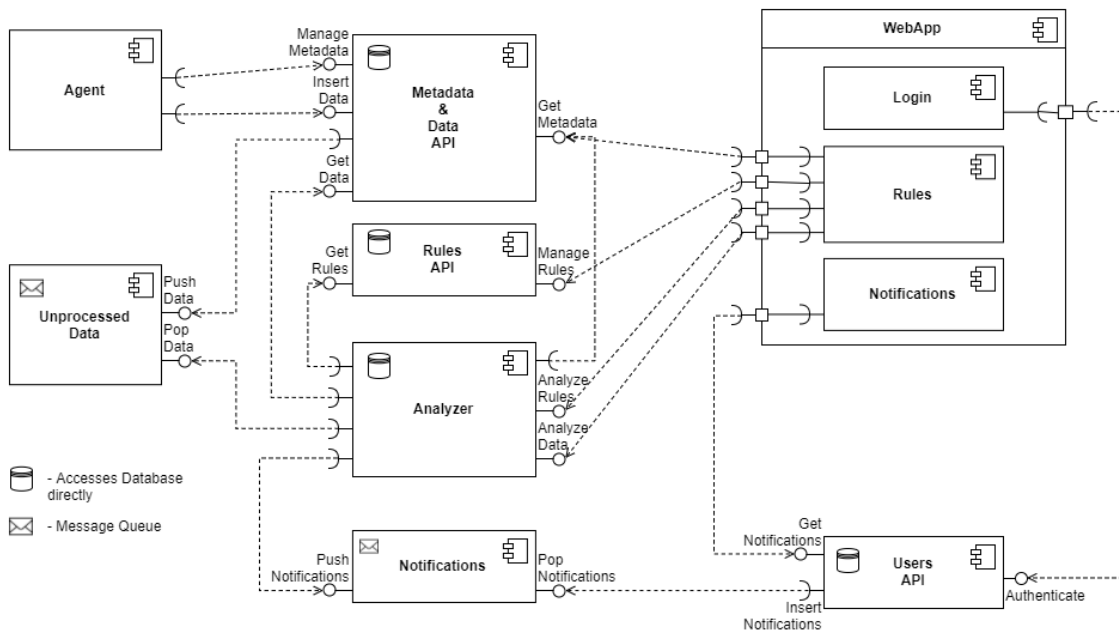 WebApp
Agent
Manage
Metadata
Insert
Data
Metadata
&
Data
API
Get
Metadata
Get
Data
Login
Rules
Notifications
Get
Rules
Rules
API
Manage
Rules
Unprocessed
Data
Push
Data
Pop
Data
Analyzer
Analyze
Rules
Analyze
Data
- Accesses Database
directly
- Message Queue
Push
Notifications
Notifications
Pop
Notifications
Get
Notifications
Users
API
Insert
Notifications
Authenticate